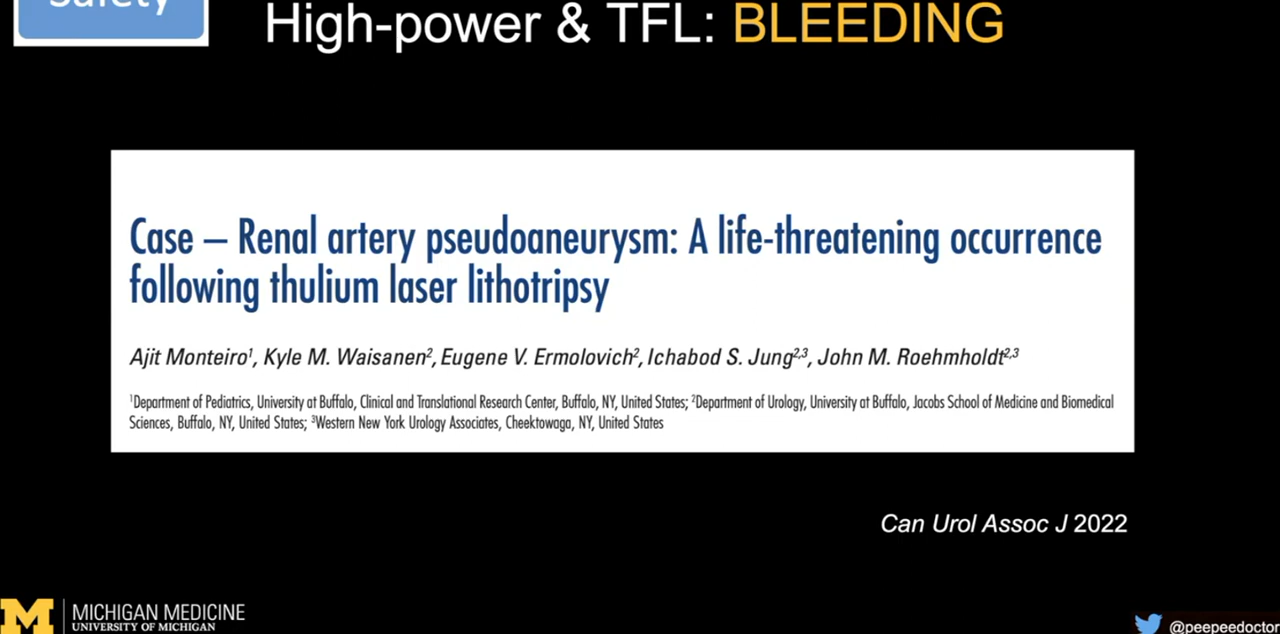 Safety
High-power & TFL: BLEEDING
Case – Renal artery pseudoaneurysm: A life-threatening occurrence
following thulium laser lithotripsy
Ajit Monteiro¹, Kyle M. Waisanen², Eugene V. Ermolovich², Ichabod S. Jung²,³, John M. Roehmholdt²,³
¹Department of Pediatrics, University at Buffalo, Clinical and Translational Research Center, Buffalo, NY, United States; ²Department of Urology, University at Buffalo, Jacobs School of Medicine and Biomedical
Sciences, Buffalo, NY, United States; ³Western New York Urology Associates, Cheektowaga, NY, United States
Can Urol Assoc J 2022
M
MICHIGAN MEDICINE
UNIVERSITY OF MICHIGAN
@peepeedoctor